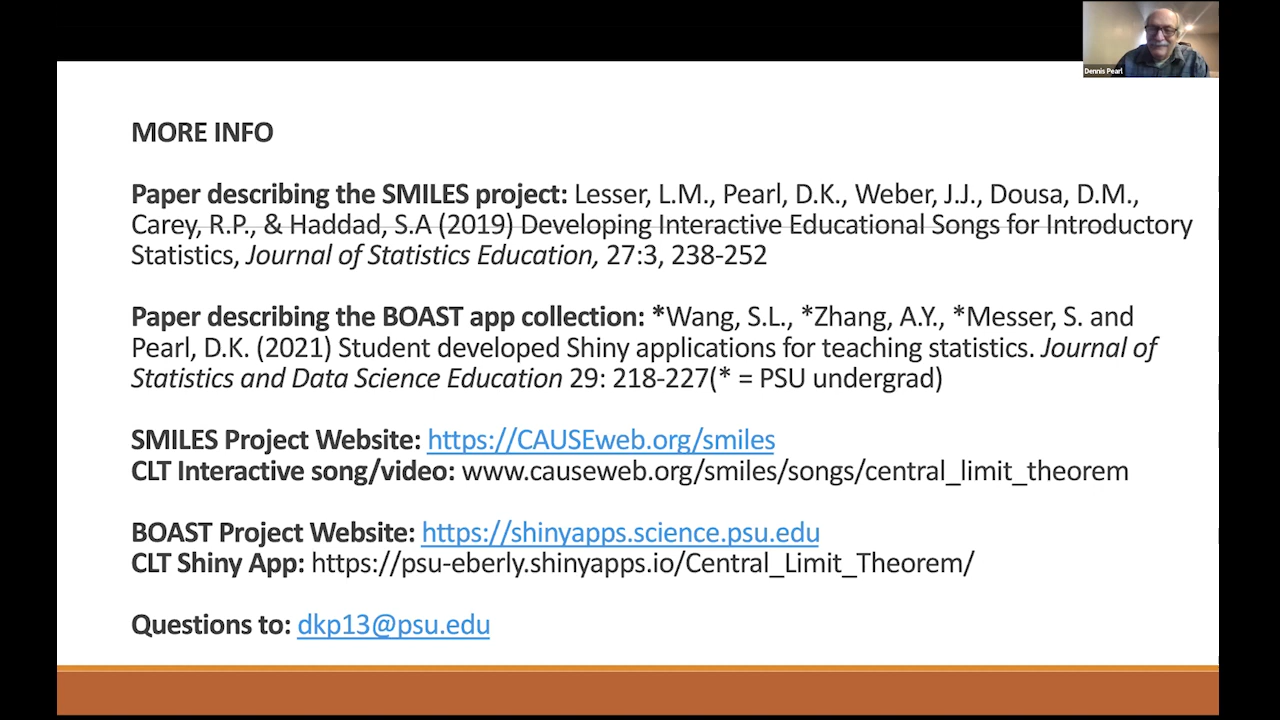 Dennis Pearl
MORE INFO
Paper describing the SMILES project: Lesser, L.M., Pearl, D.K., Weber, J.J., Dousa, D.M.,
Carey, R.P., & Haddad, S.A (2019) Developing Interactive Educational Songs for Introductory
Statistics, Journal of Statistics Education, 27:3, 238-252
Paper describing the BOAST app collection: *Wang, S.L., *Zhang, A.Y., *Messer, S. and
Pearl, D.K. (2021) Student developed Shiny applications for teaching statistics. Journal of
Statistics and Data Science Education 29: 218-227(* = PSU undergrad)
SMILES Project Website: https://CAUSEweb.org/smiles
CLT Interactive song/video: www.causeweb.org/smiles/songs/central_limit_theorem
BOAST Project Website: https://shinyapps.science.psu.edu
CLT Shiny App: https://psu-eberly.shinyapps.io/Central_Limit_Theorem/
Questions to: dkp13@psu.edu